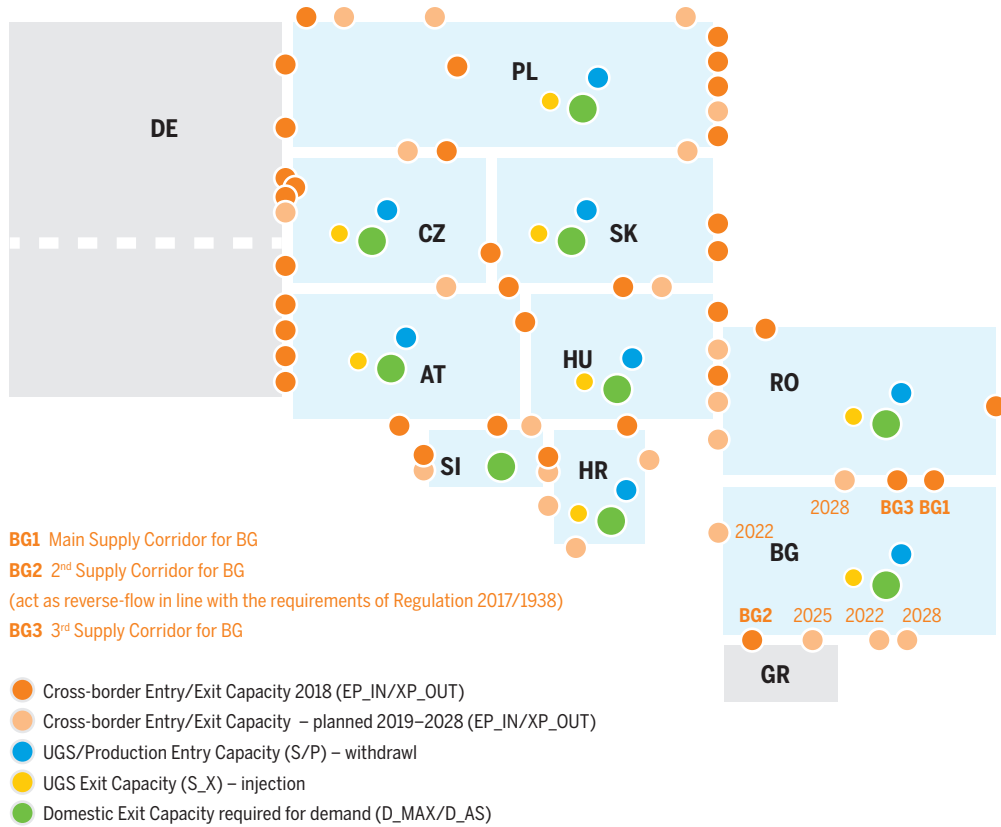 PL
DE
CZ
SK
AT
HU
RO
SI
HR
2028 BG3 BG1
2022
BG
BG2 2025 2022 2028
GR
BG1 Main Supply Corridor for BG
BG2 2nd Supply Corridor for BG
(act as reverse-flow in line with the requirements of Regulation 2017/1938)
BG3 3rd Supply Corridor for BG
Cross-border Entry/Exit Capacity 2018 (EP_IN/XP_OUT)
Cross-border Entry/Exit Capacity – planned 2019–2028 (EP_IN/XP_OUT)
UGS/Production Entry Capacity (S/P) – withdrawl
UGS Exit Capacity (S_X) – injection
Domestic Exit Capacity required for demand (D_MAX/D_AS)